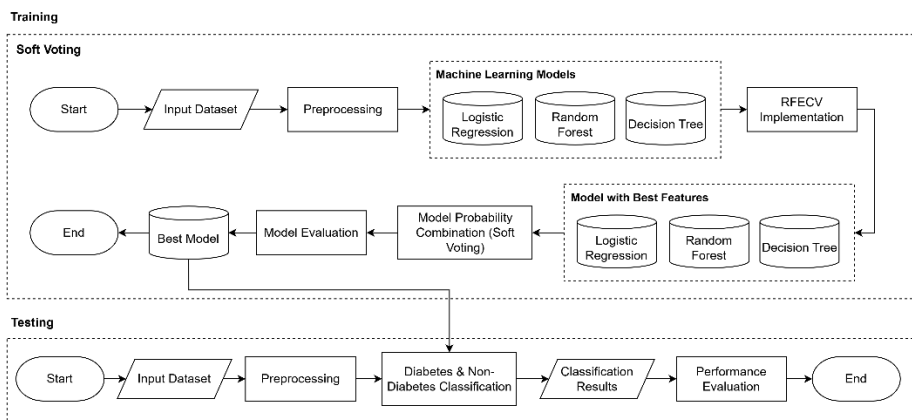 Training
Soft Voting
Machine Learning Models
Start
Input Dataset
Preprocessing
Logistic
Regression
Random
Forest
Decision Tree
RFECV
Implementation
Model with Best Features
End
Best Model
Model Evaluation
Model Probability
Combination (Soft
Voting)
Logistic
Regression
Random
Forest
Decision Tree
Testing
Start
Input Dataset
Preprocessing
Diabetes & Non-
Diabetes Classification
Classification
Results
Performance
Evaluation
End